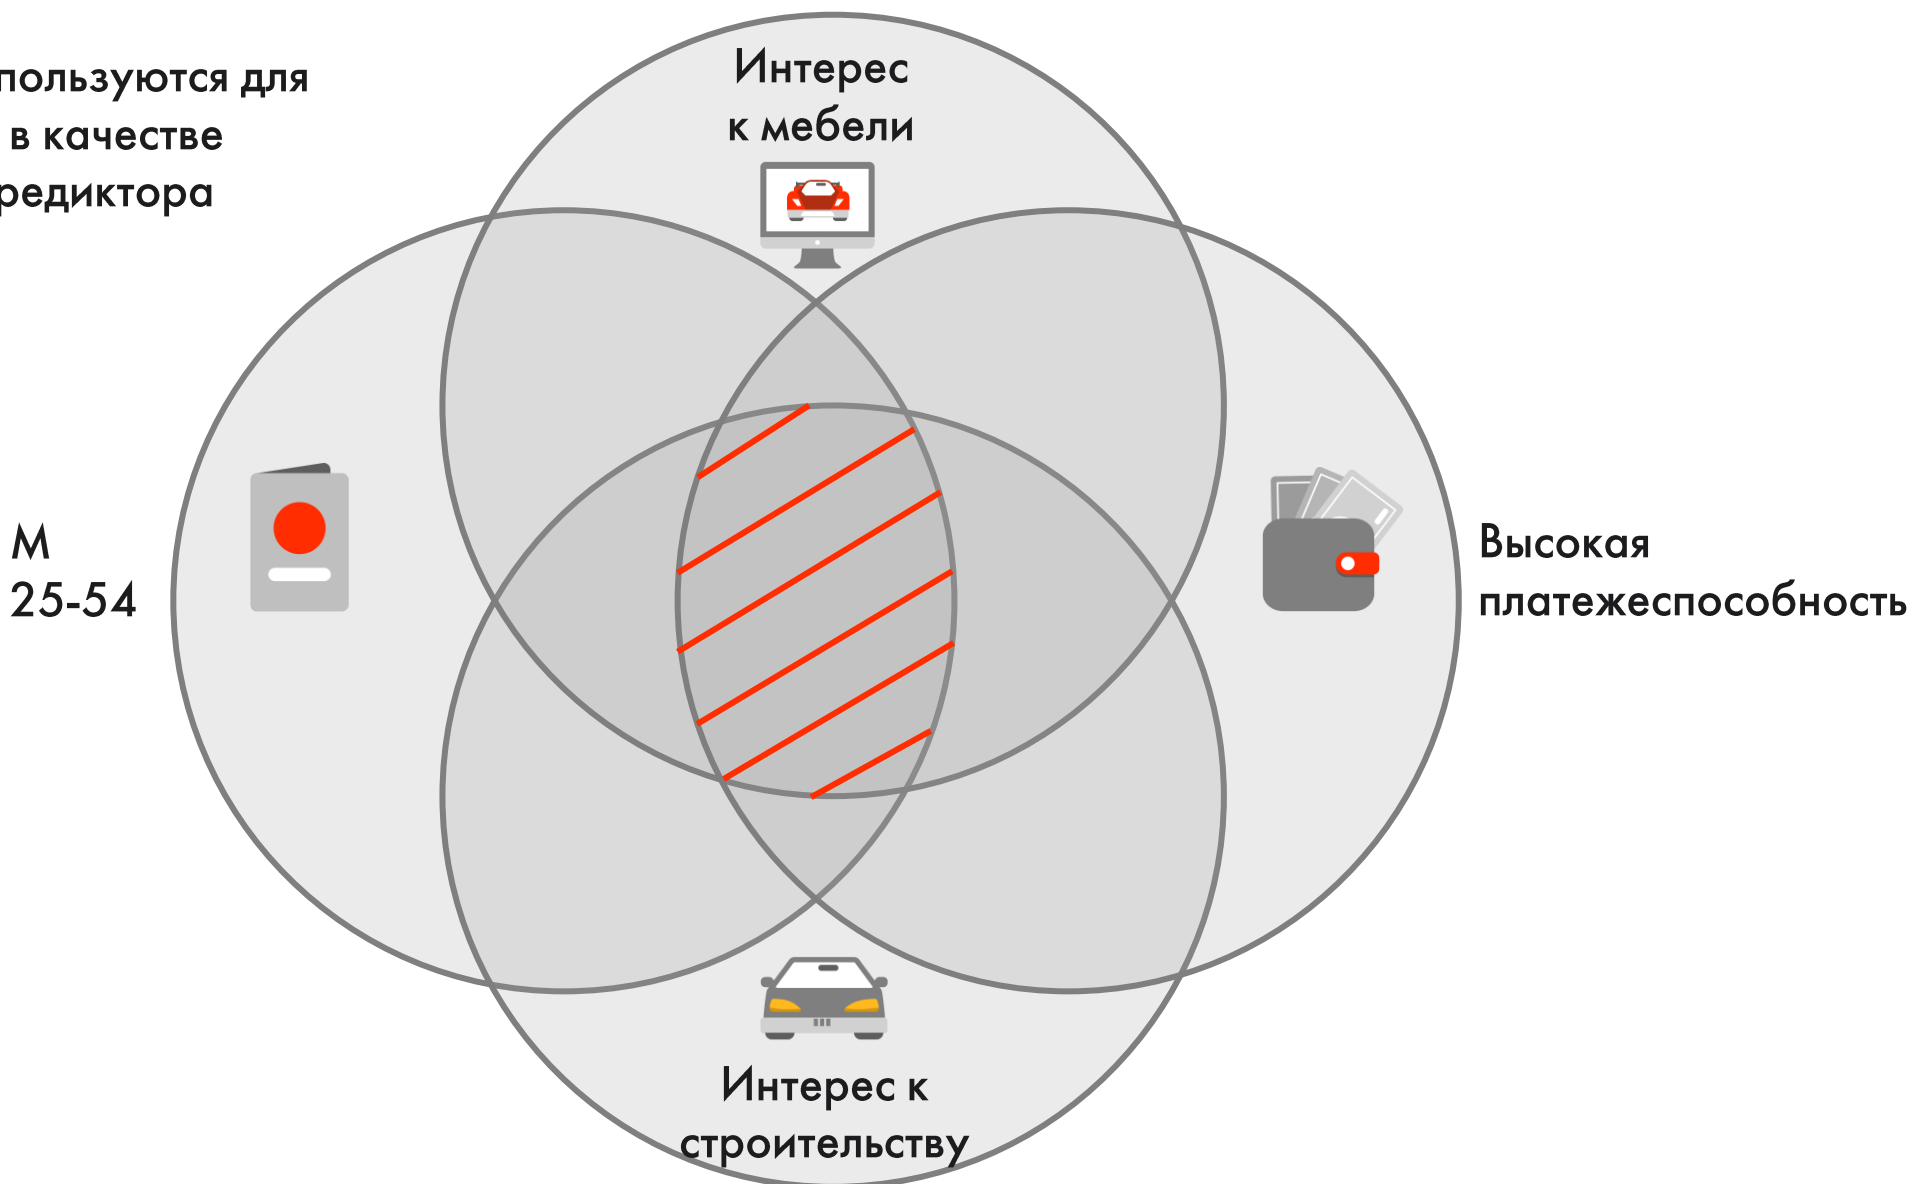 пользуются для
в качестве
редиктора
Интерес
к мебели
М
25-54
Высокая
платежеспособность
Интерес к
строительству